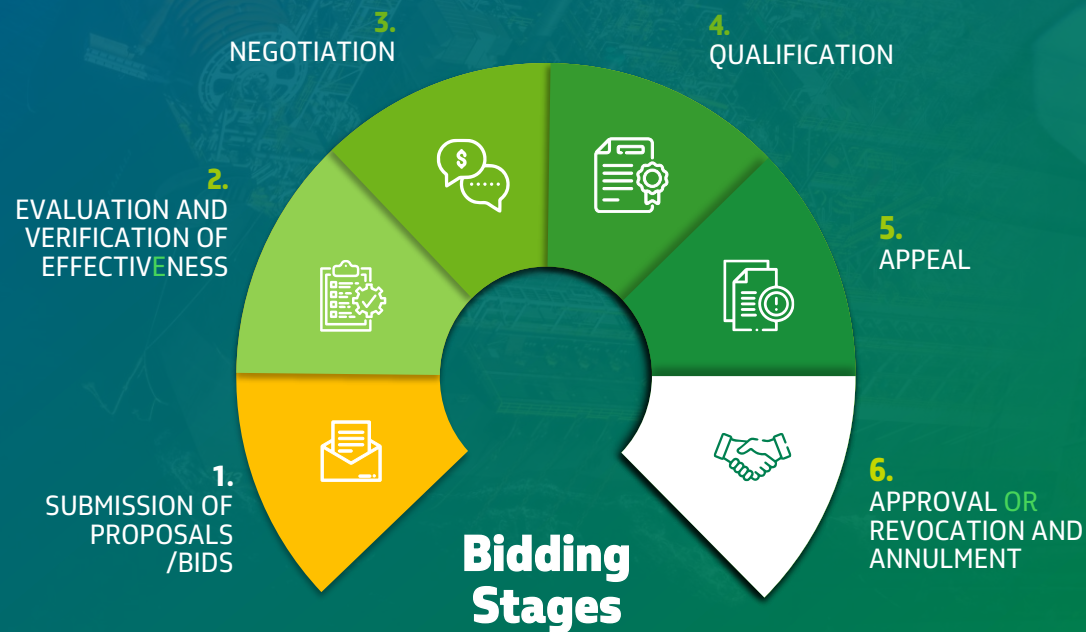 1.
SUBMISSION OF
PROPOSALS
/BIDS
2.
EVALUATION AND
VERIFICATION OF
EFFECTIVENESS
3.
NEGOTIATION
$
4.
QUALIFICATION
5.
APPEAL
!
6.
APPROVAL OR
REVOCATION AND
ANNULMENT
Bidding
Stages